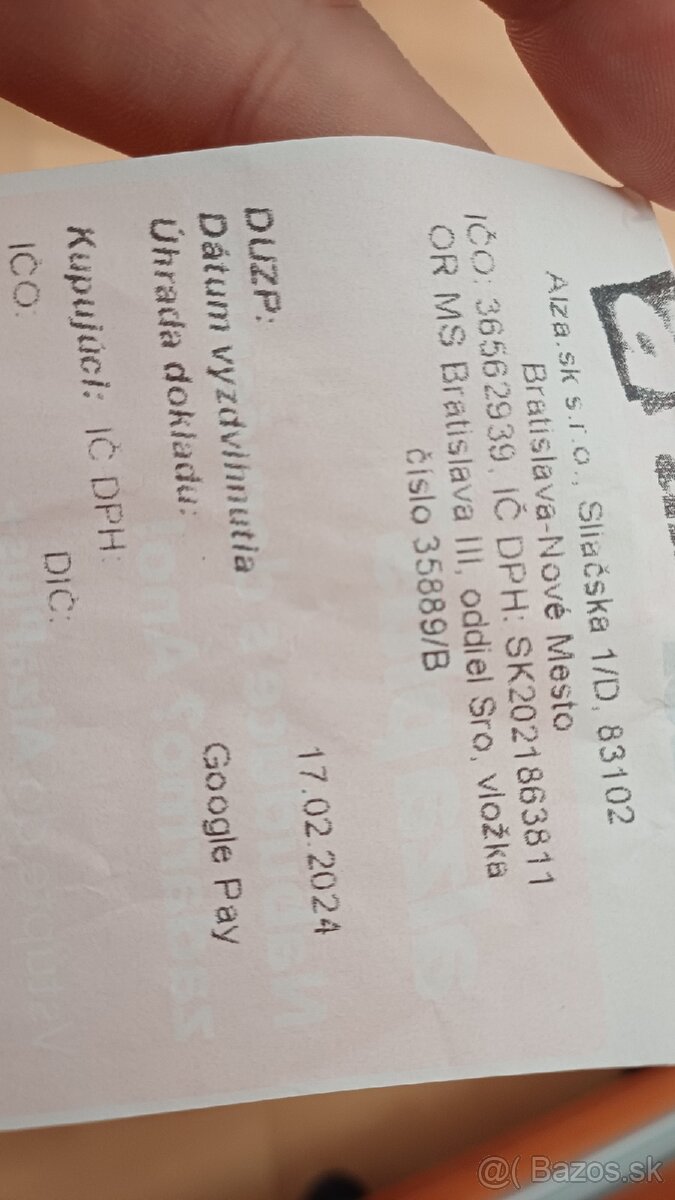 Alza.sk s.r.o., Sliačska 1/D, 83102
Bratislava-Nové Mesto
IČO: 36562939, IČ DPH: SK2021863811
OR MS Bratislava III, oddiel Sro, vložka
číslo 35889/B
DUZP: 17.02.2024
Dátum vyzdvihnutia
Úhrada dokladu: Google Pay
Kupujúci: IČ DPH:
IČO: DIČ:
@( Bazos.sk